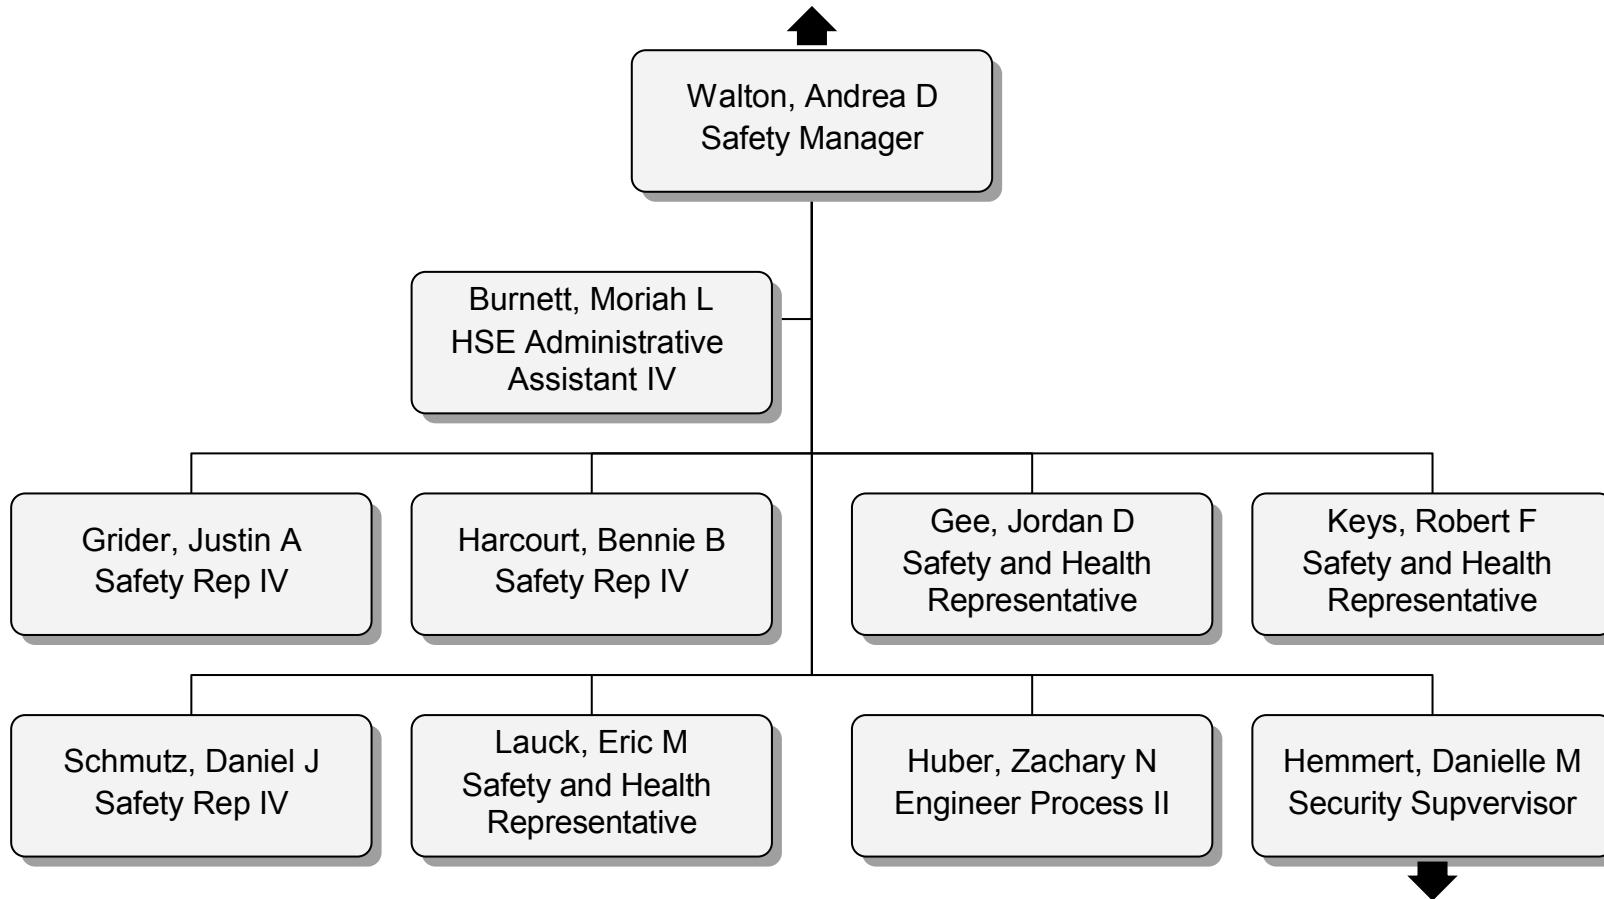 Walton, Andrea D
Safety Manager
Burnett, Moriah L
HSE Administrative
Assistant IV
Grider, Justin A
Safety Rep IV
Harcourt, Bennie B
Safety Rep IV
Gee, Jordan D
Safety and Health
Representative
Keys, Robert F
Safety and Health
Representative
Schmutz, Daniel J
Safety Rep IV
Lauck, Eric M
Safety and Health
Representative
Huber, Zachary N
Engineer Process II
Hemmert, Danielle M
Security Supvervisor